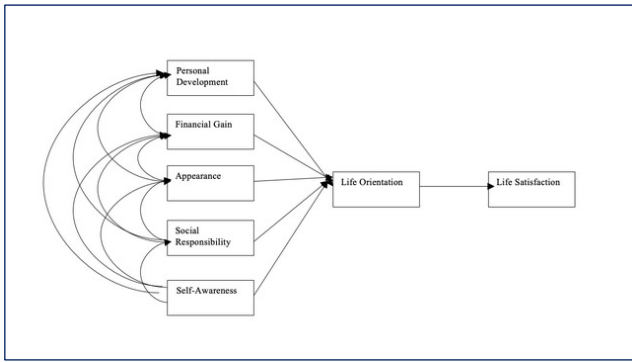 Personal
Development
Financial Gain
Appearance
Life Orientation
Life Satisfaction
Social
Responsibility
Self-Awareness